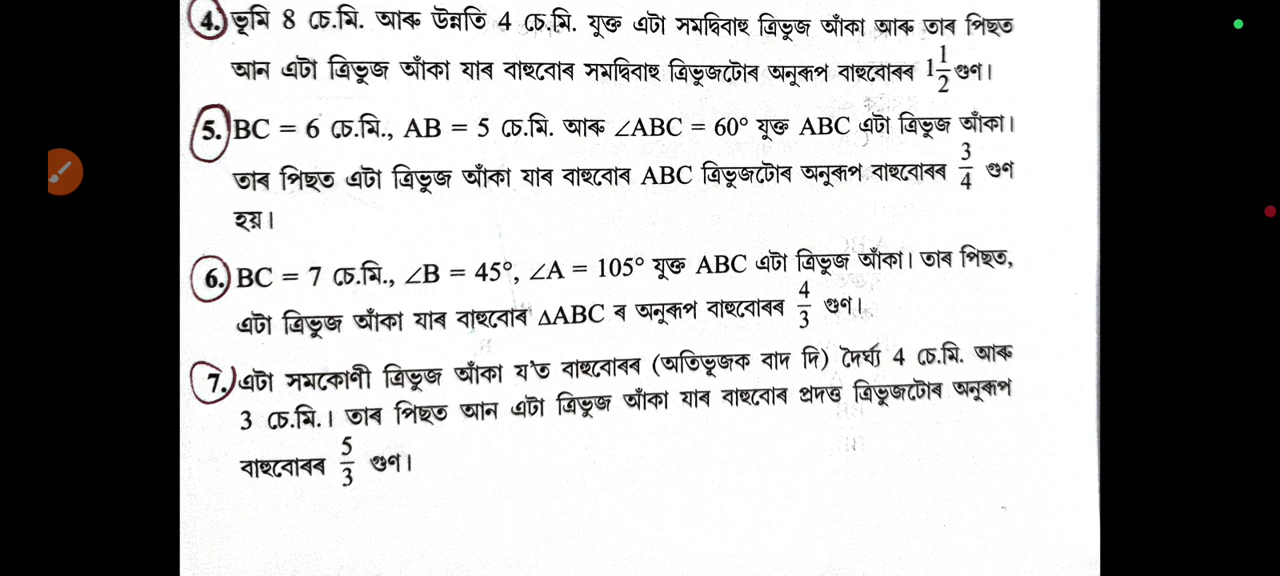 4. ভূমি 8 চে.মি. আৰু উন্নতি 4 চে.মি. যুক্ত এটা সমদ্বিবাহু ত্ৰিভুজ আঁকা আৰু তাৰ পিছত
আন এটা ত্ৰিভুজ আঁকা যাৰ বাহুবোৰ সমদ্বিবাহু ত্ৰিভুজটোৰ অনুৰূপ বাহুবোৰৰ 1 1/2 গুণ।
5. BC = 6 চে.মি., AB = 5 চে.মি. আৰু ∠ABC = 60° যুক্ত ABC এটা ত্ৰিভুজ আঁকা।
তাৰ পিছত এটা ত্ৰিভুজ আঁকা যাৰ বাহুবোৰ ABC ত্ৰিভুজটোৰ অনুৰূপ বাহুবোৰৰ 3/4 গুণ
হয়।
6. BC = 7 চে.মি., ∠B = 45°, ∠A = 105° যুক্ত ABC এটা ত্ৰিভুজ আঁকা। তাৰ পিছত,
এটা ত্ৰিভুজ আঁকা যাৰ বাহুবোৰ ΔABC ৰ অনুৰূপ বাহুবোৰৰ 4/3 গুণ।
7. এটা সমকোণী ত্ৰিভুজ আঁকা য'ত বাহুবোৰৰ (অতিভূজক বাদ দি) দৈৰ্ঘ্য 4 চে.মি. আৰু
3 চে.মি.। তাৰ পিছত আন এটা ত্ৰিভুজ আঁকা যাৰ বাহুবোৰ প্ৰদত্ত ত্ৰিভুজটোৰ অনুৰূপ
বাহুবোৰৰ 5/3 গুণ।